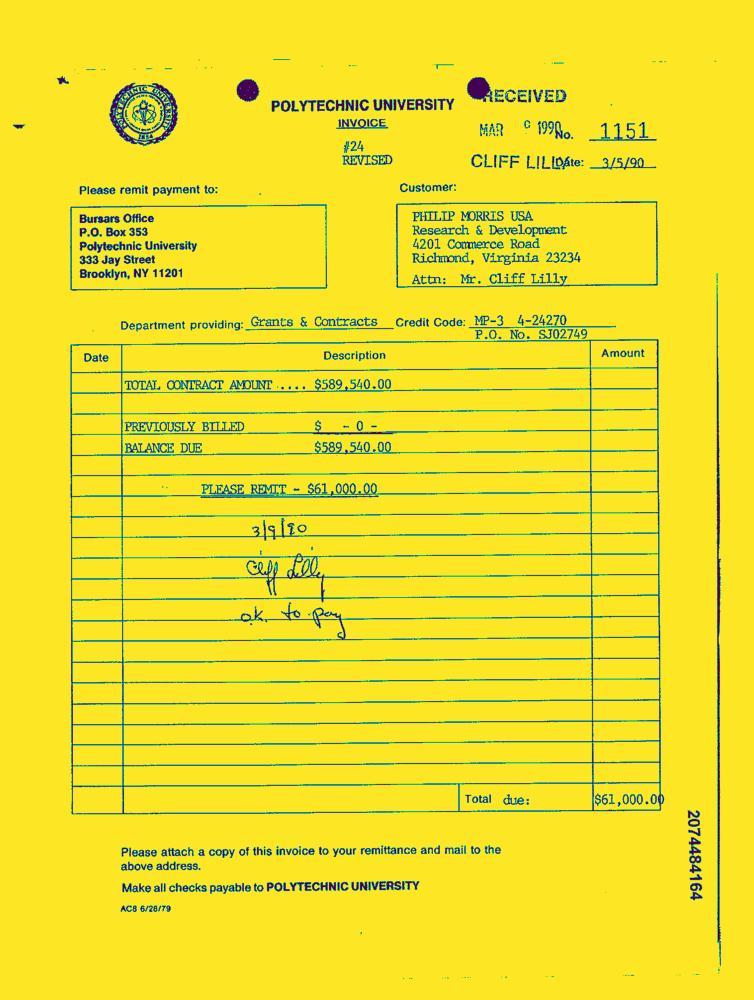 POLYTECHNIC UNIVERSITY
1854
POLYTECHNIC UNIVERSITY
INVOICE
#24
REVISED
RECEIVED
MAR 1990
No. 1151
CLIFF LIL
Date: 3/5/90
Please remit payment to:
Bursars Office
P.O. Box 353
Polytechnic University
333 Jay Street
Brooklyn, NY 11201
Customer:
PHILIP MORRIS USA
Research & Development
4201 Commerce Road
Richmond, Virginia 23234
Attn: Mr. Cliff Lilly
Department providing: Grants & Contracts Credit Code: MP-3 4-24270
P.O. No. SJ02749
Date Description Amount
TOTAL CONTRACT AMOUNT .... $589,540.00
PREVIOUSLY BILLED $ - 0 -
BALANCE DUE $589,540.00
PLEASE REMIT - $61,000.00
3/9/90
Cliff Lilly
o.k. to pay
Total due: $61,000.00
Please attach a copy of this invoice to your remittance and mail to the
above address.
Make all checks payable to POLYTECHNIC UNIVERSITY
AC8 6/28/79
2074484164